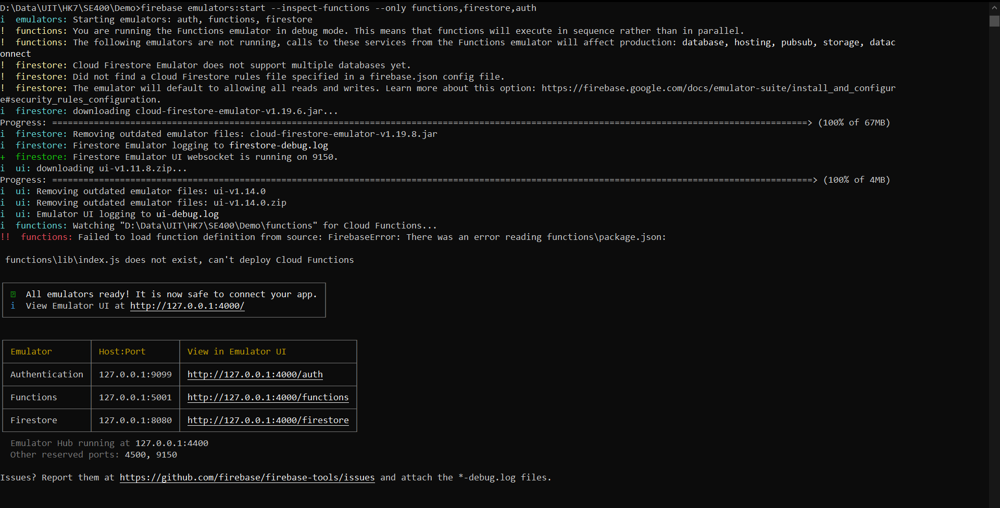 D:\Data\UIT\HK7\SE400\Demo>firebase emulators:start --inspect-functions --only functions,firestore,auth
i  emulators: Starting emulators: auth, functions, firestore
!  functions: You are running the Functions emulator in debug mode. This means that functions will execute in sequence rather than in parallel.
!  functions: The following emulators are not running, calls to these services from the Functions emulator will affect production: database, hosting, pubsub, storage, datac
onnect
!  firestore: Cloud Firestore Emulator does not support multiple databases yet.
!  firestore: Did not find a Cloud Firestore rules file specified in a firebase.json config file.
!  firestore: The emulator will default to allowing all reads and writes. Learn more about this option: https://firebase.google.com/docs/emulator-suite/install_and_configur
e#security_rules_configuration.
i  firestore: downloading cloud-firestore-emulator-v1.19.6.jar...
Progress: =================================================================================================================================================> (100% of 67MB)
i  firestore: Removing outdated emulator files: cloud-firestore-emulator-v1.19.8.jar
i  firestore: Firestore Emulator logging to firestore-debug.log
+  firestore: Firestore Emulator UI websocket is running on 9150.
i  ui: downloading ui-v1.11.8.zip...
Progress: ==================================================================================================================================================> (100% of 4MB)
i  ui: Removing outdated emulator files: ui-v1.14.0
i  ui: Removing outdated emulator files: ui-v1.14.0.zip
i  ui: Emulator UI logging to ui-debug.log
i  functions: Watching "D:\Data\UIT\HK7\SE400\Demo\functions" for Cloud Functions...
!!  functions: Failed to load function definition from source: FirebaseError: There was an error reading functions\package.json:
functions\lib\index.js does not exist, can't deploy Cloud Functions
All emulators ready! It is now safe to connect your app.
i  View Emulator UI at http://127.0.0.1:4000/
Emulator Host:Port View in Emulator UI
Authentication 127.0.0.1:9099 http://127.0.0.1:4000/auth
Functions 127.0.0.1:5001 http://127.0.0.1:4000/functions
Firestore 127.0.0.1:8080 http://127.0.0.1:4000/firestore
Emulator Hub running at 127.0.0.1:4400
Other reserved ports: 4500, 9150
Issues? Report them at https://github.com/firebase/firebase-tools/issues and attach the *-debug.log files.